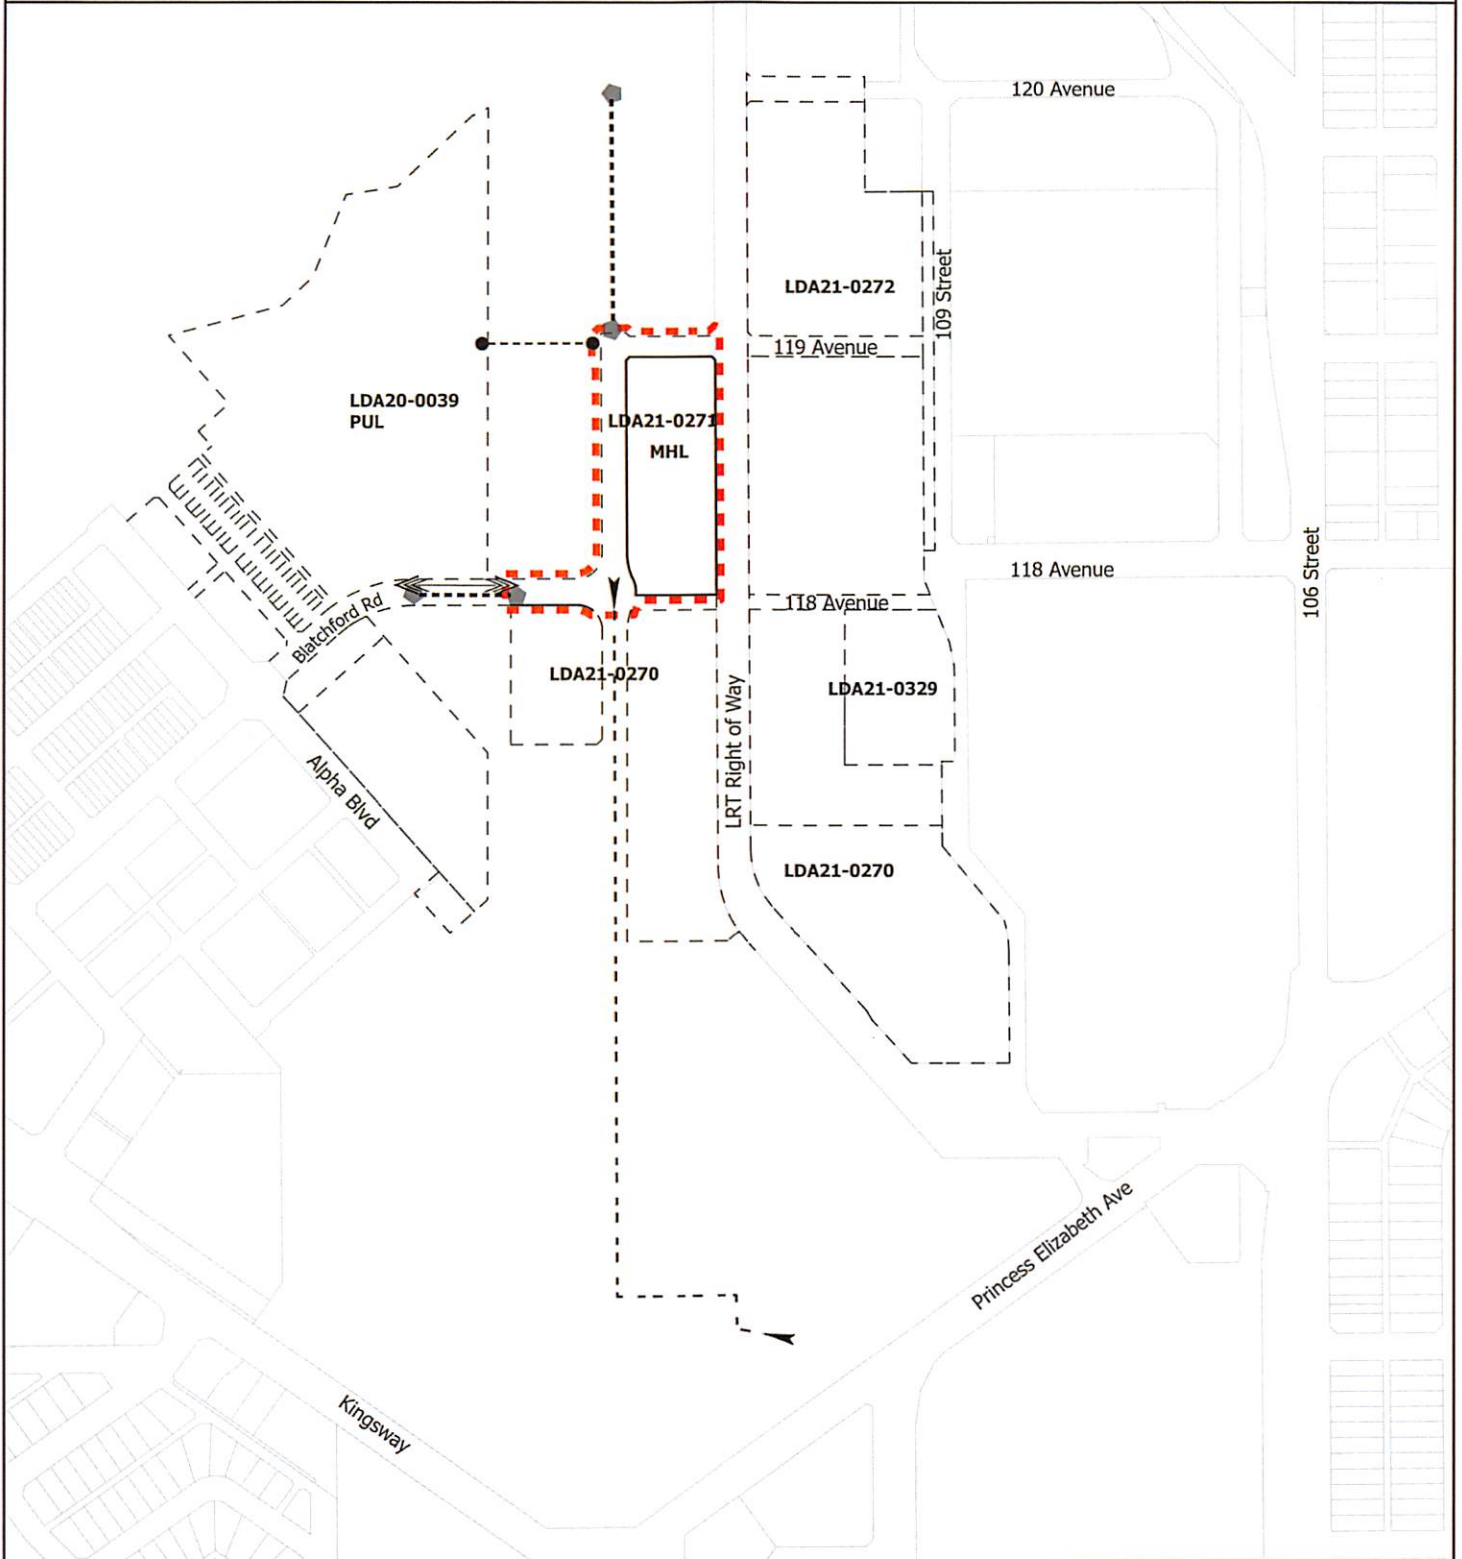 120 Avenue
LDA21-0272
109 Street
119 Avenue
LDA20-0039
PUL
LDA21-0271
MHL
118 Avenue
106 Street
118 Avenue
Blatchford Rd
LDA21-0270
LDA21-0329
LRT Right of Way
Alpha Blvd
LDA21-0270
Princess Elizabeth Ave
Kingsway